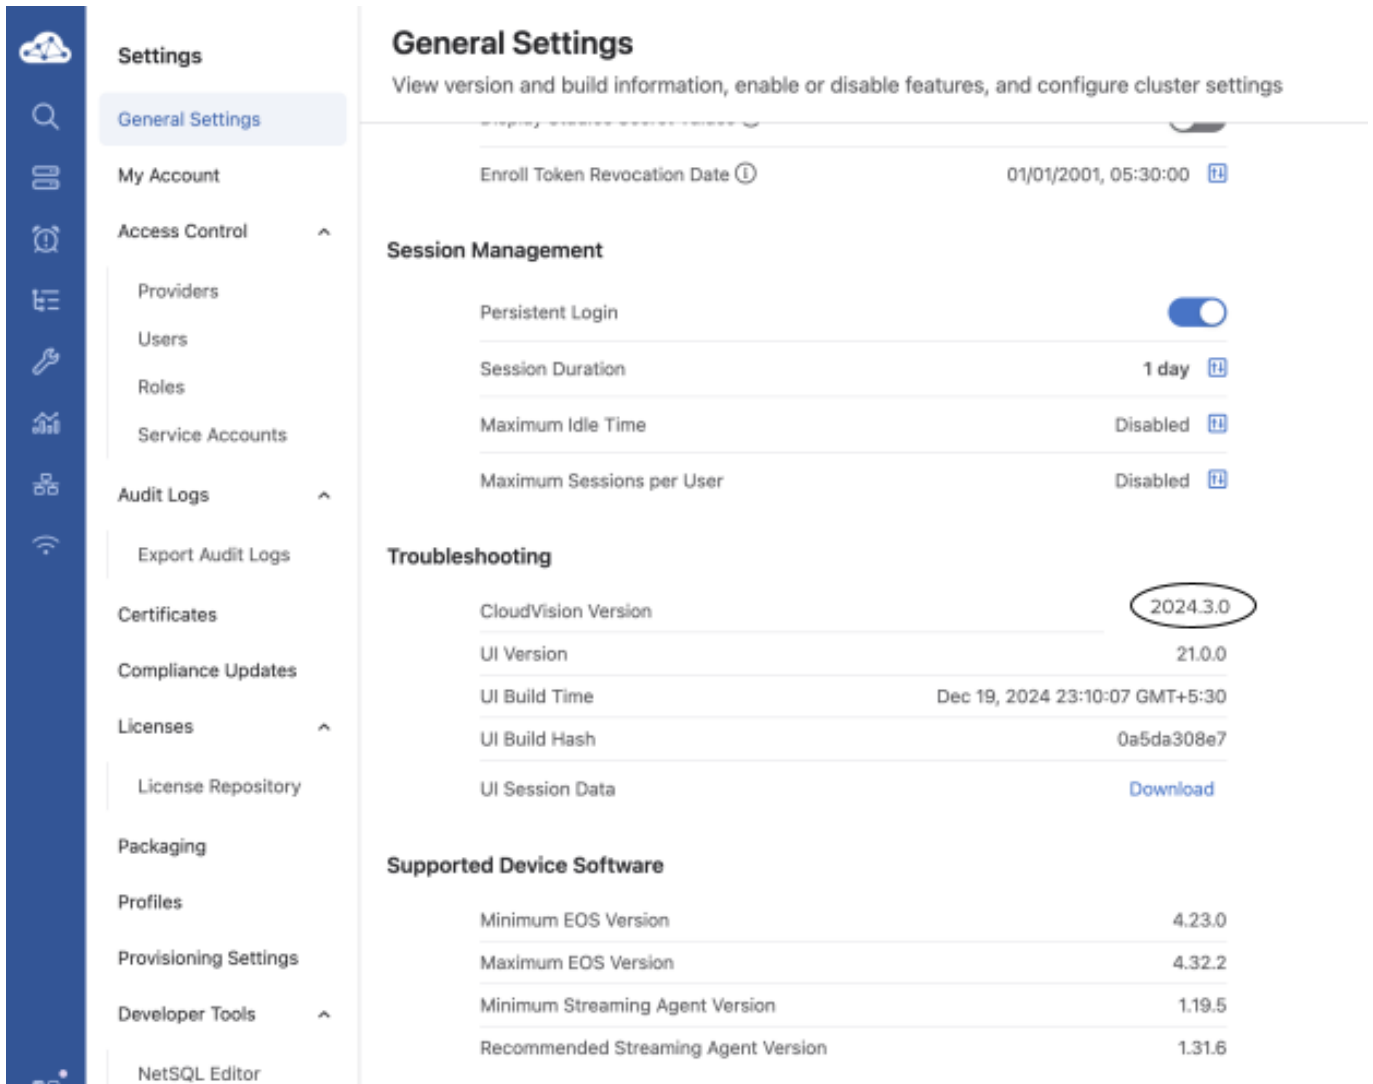 Settings
General Settings
My Account
Access Control
Providers
Users
Roles
Service Accounts
Audit Logs
Export Audit Logs
Certificates
Compliance Updates
Licenses
License Repository
Packaging
Profiles
Provisioning Settings
Developer Tools
NetSQL Editor
General Settings
View version and build information, enable or disable features, and configure cluster settings
Enroll Token Revocation Date 01/01/2001, 05:30:00
Session Management
Persistent Login
Session Duration 1 day
Maximum Idle Time Disabled
Maximum Sessions per User Disabled
Troubleshooting
CloudVision Version 2024.3.0
UI Version 21.0.0
UI Build Time Dec 19, 2024 23:10:07 GMT+5:30
UI Build Hash 0a5da308e7
UI Session Data Download
Supported Device Software
Minimum EOS Version 4.23.0
Maximum EOS Version 4.32.2
Minimum Streaming Agent Version 1.19.5
Recommended Streaming Agent Version 1.31.6